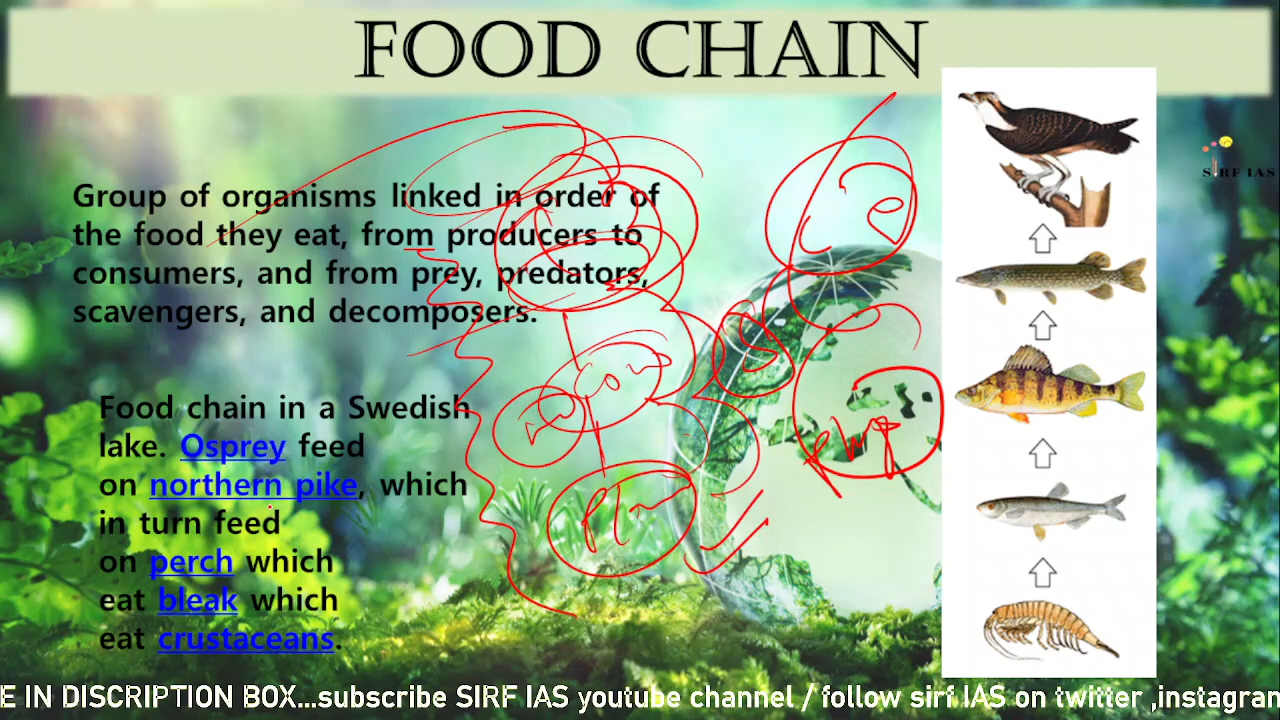 FOOD CHAIN
Group of organisms linked in order of
the food they eat, from producers to
consumers, and from prey, predators,
scavengers, and decomposers.
SIRF IAS
Food chain in a Swedish
lake. Osprey feed
on northern pike, which
in turn feed
on perch which
eat bleak which
eat crustaceans.
E IN DISCRIPTION BOX...subscribe SIRF IAS youtube channel / follow sirf IAS on twitter ,instagran